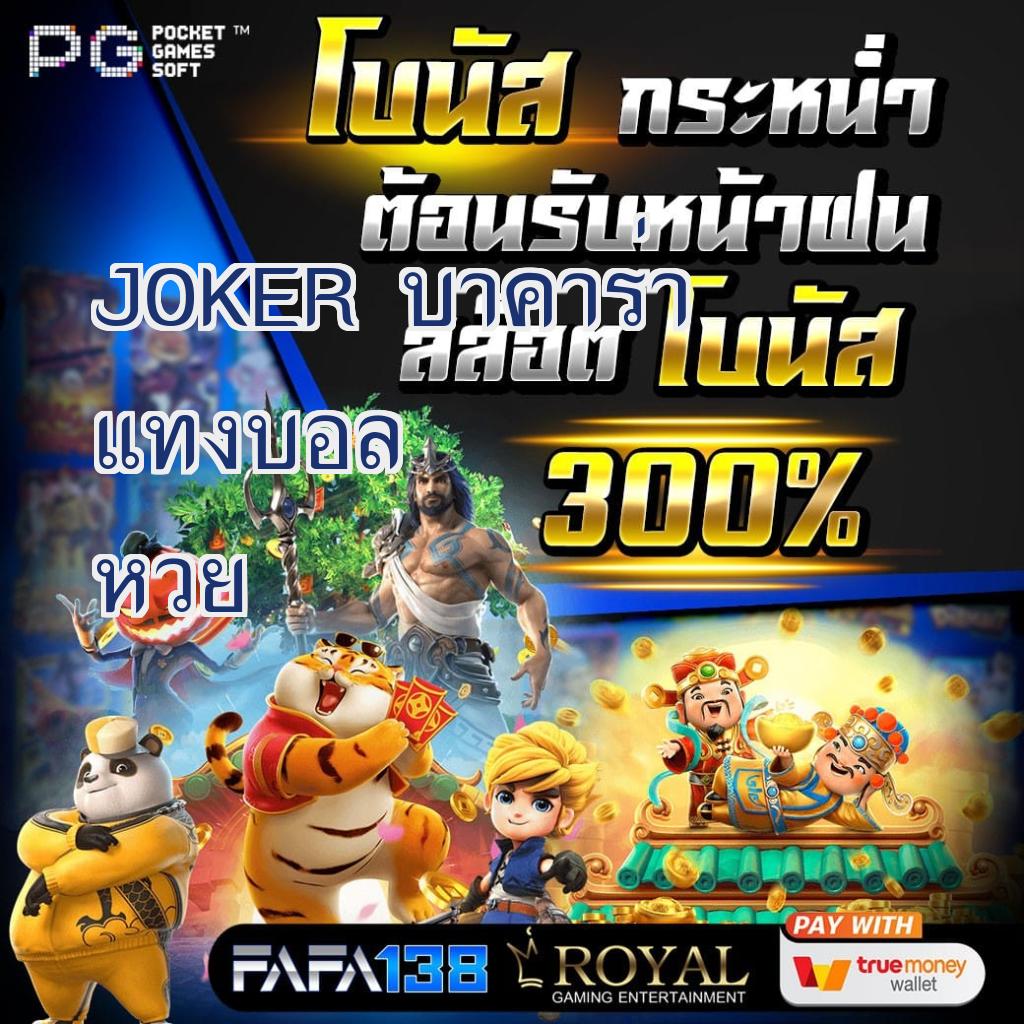 PG POCKET GAMES SOFT ™
โบนัส กระหน่ำ
ต้อนรับหน้าฝน
JOKER บาคาร่า
สล็อต โบนัส
แทงบอล
300%
หวย
FAFA138
ROYAL
GAMING ENTERTAINMENT
PAY WITH
truemoney
wallet